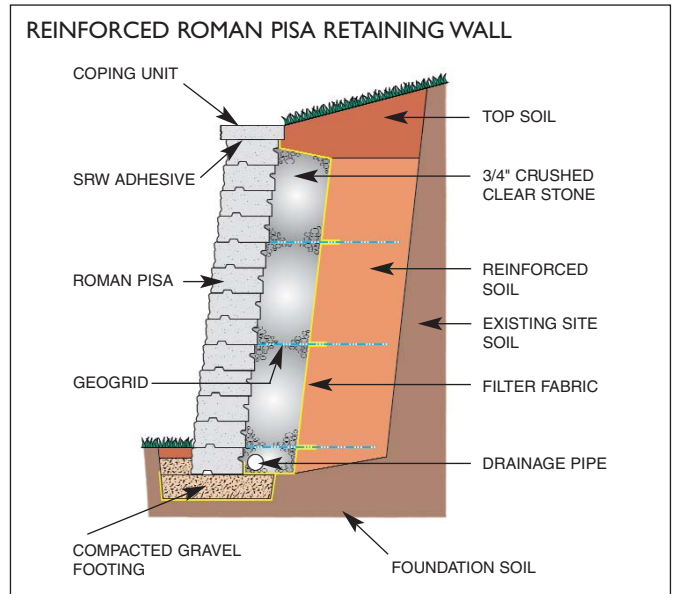 REINFORCED ROMAN PISA RETAINING WALL
COPING UNIT
TOP SOIL
SRW ADHESIVE
3/4" CRUSHED
CLEAR STONE
ROMAN PISA
REINFORCED
SOIL
EXISTING SITE
SOIL
GEOGRID
FILTER FABRIC
DRAINAGE PIPE
COMPACTED GRAVEL
FOOTING
FOUNDATION SOIL